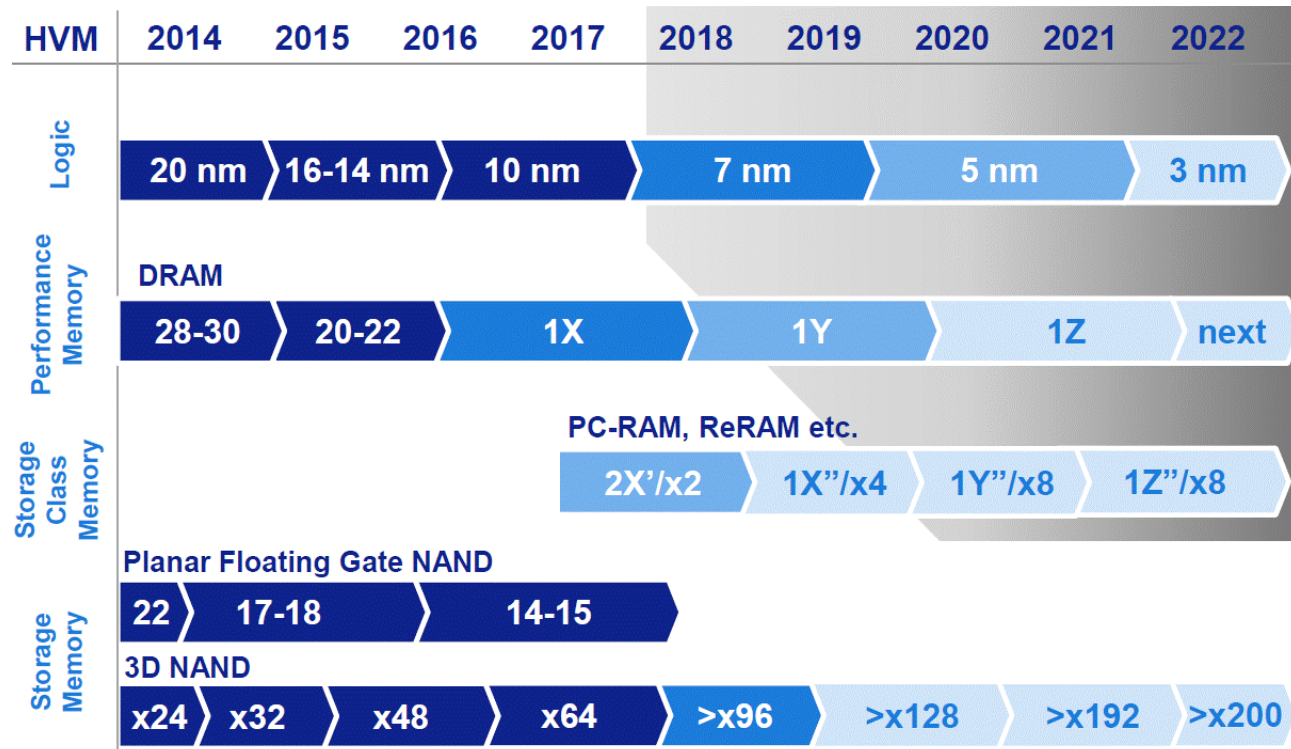 HVM 2014 2015 2016 2017 2018 2019 2020 2021 2022
Logic
20 nm 16-14 nm 10 nm 7 nm 5 nm 3 nm
Performance
Memory
DRAM
28-30 20-22 1X 1Y 1Z next
Storage
Class
Memory
PC-RAM, ReRAM etc.
2X’/x2 1X”/x4 1Y”/x8 1Z”/x8
Storage
Memory
Planar Floating Gate NAND
22 17-18 14-15
3D NAND
x24 x32 x48 x64 >x96 >x128 >x192 >x200